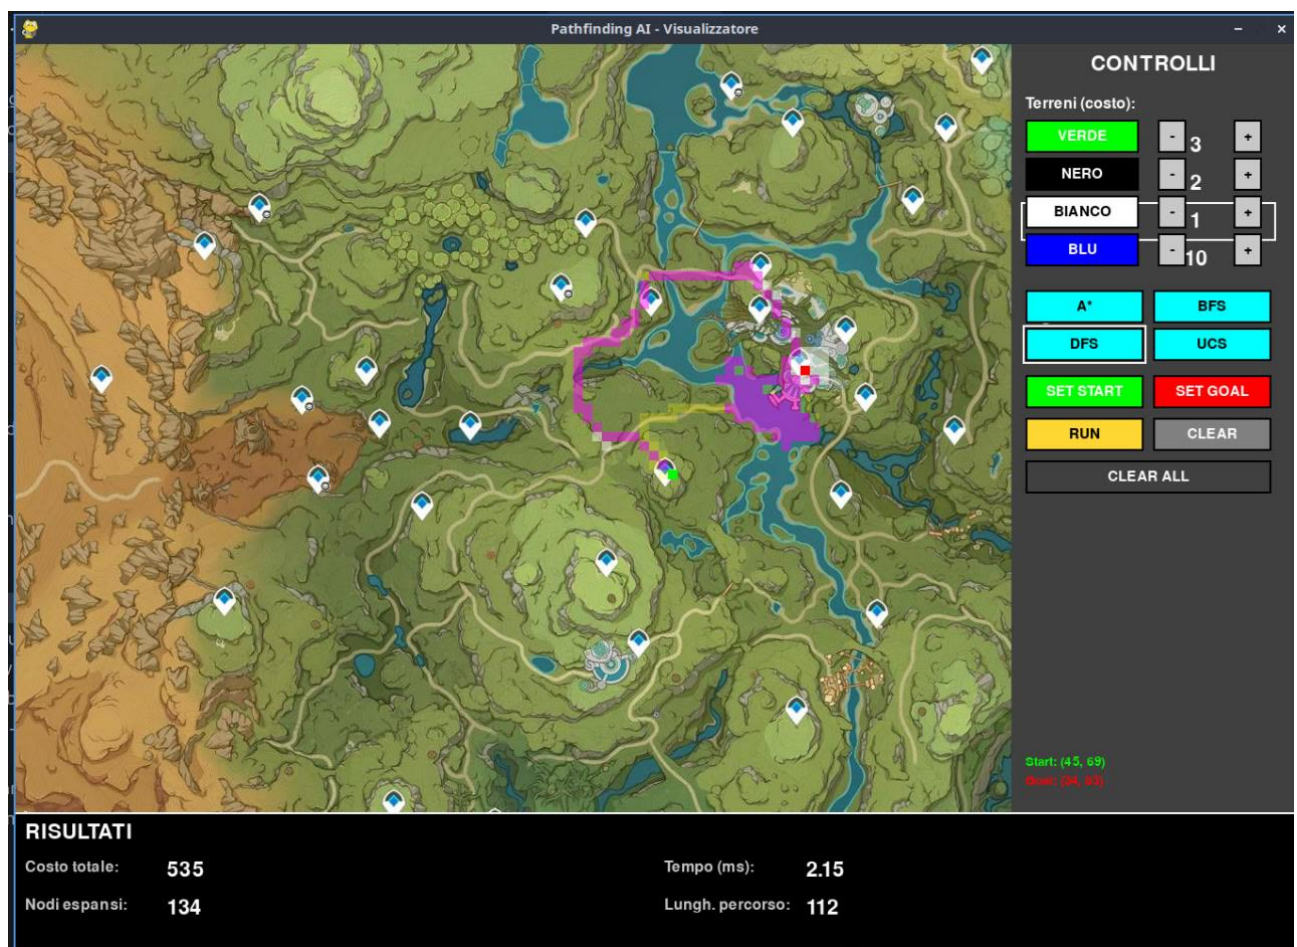 Pathfinding AI - Visualizzatore
CONTROLLI
Terreni (costo):
VERDE - 3 +
NERO - 2 +
BIANCO - 1 +
BLU - 10 +
A* BFS
DFS UCS
SET START SET GOAL
RUN CLEAR
CLEAR ALL
Start: (45, 69)
RISULTATI
Costo totale: 535 Tempo (ms): 2.15
Nodi espansi: 134 Lungh. percorso: 112